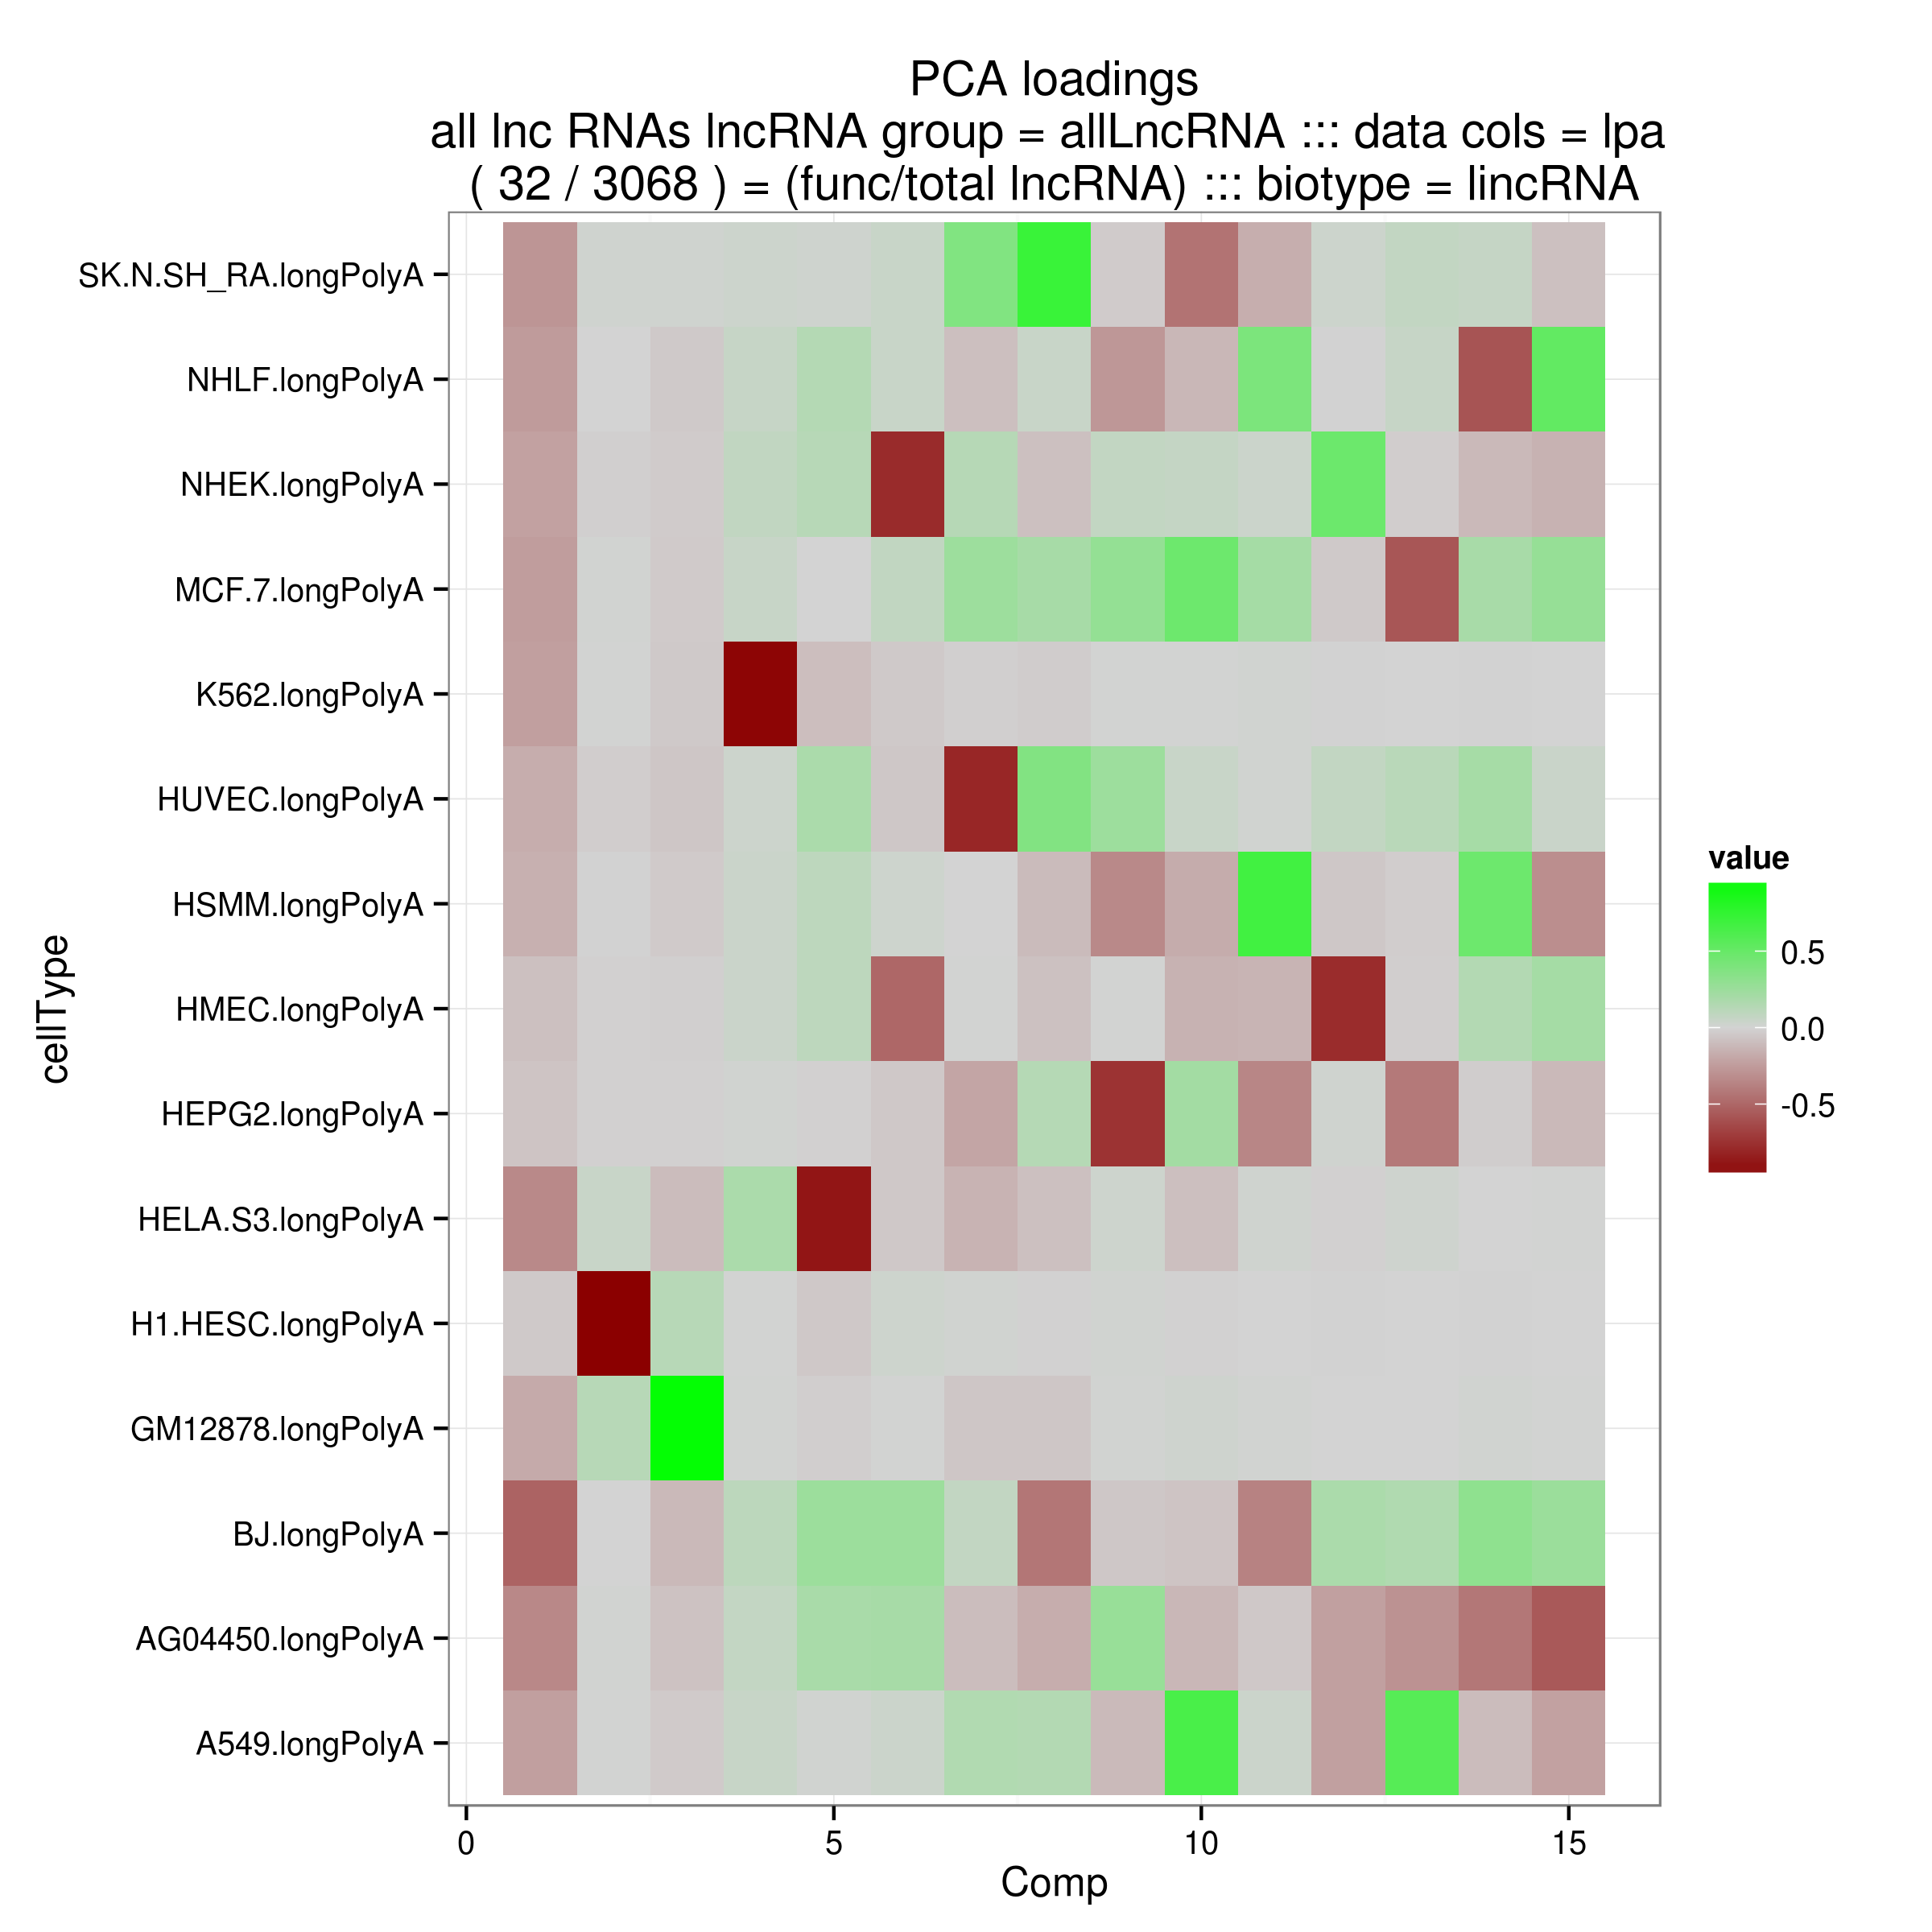 PCA loadings
all lnc RNAs lncRNA group = allLncRNA ::: data cols = lpa
( 32 / 3068 ) = (func/total lncRNA) ::: biotype = lincRNA
SK.N.SH_RA.longPolyA
NHLF.longPolyA
NHEK.longPolyA
MCF.7.longPolyA
K562.longPolyA
HUVEC.longPolyA
HSMM.longPolyA
HMEC.longPolyA
HEPG2.longPolyA
HELA.S3.longPolyA
H1.HESC.longPolyA
GM12878.longPolyA
BJ.longPolyA
AG04450.longPolyA
A549.longPolyA
cellType
0
5
10
15
Comp
value
0.5
0.0
-0.5